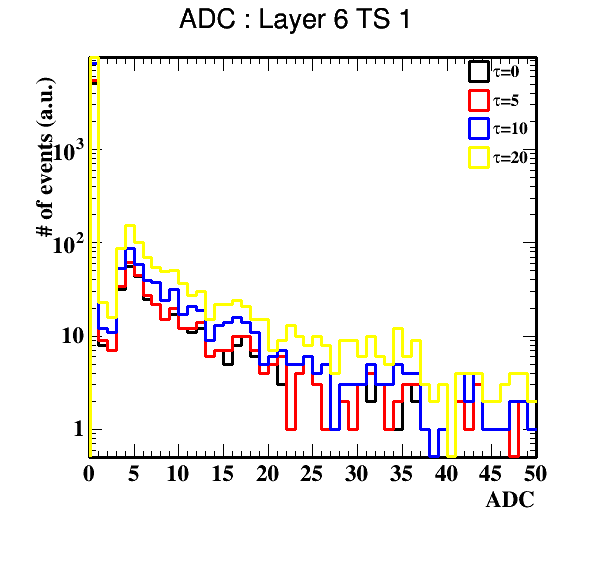 ADC : Layer 6 TS 1
# of events (a.u.)
10³
10²
10
1
τ=0
τ=5
τ=10
τ=20
0 5 10 15 20 25 30 35 40 45 50
ADC